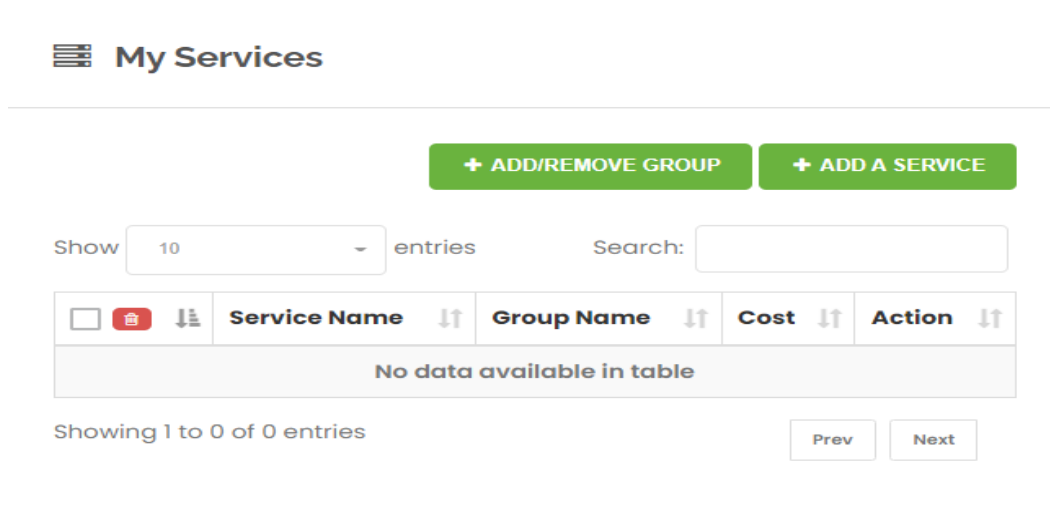 My Services
+ ADD/REMOVE GROUP + ADD A SERVICE
Show 10 entries Search:
Service Name Group Name Cost Action
No data available in table
Showing 1 to 0 of 0 entries Prev Next